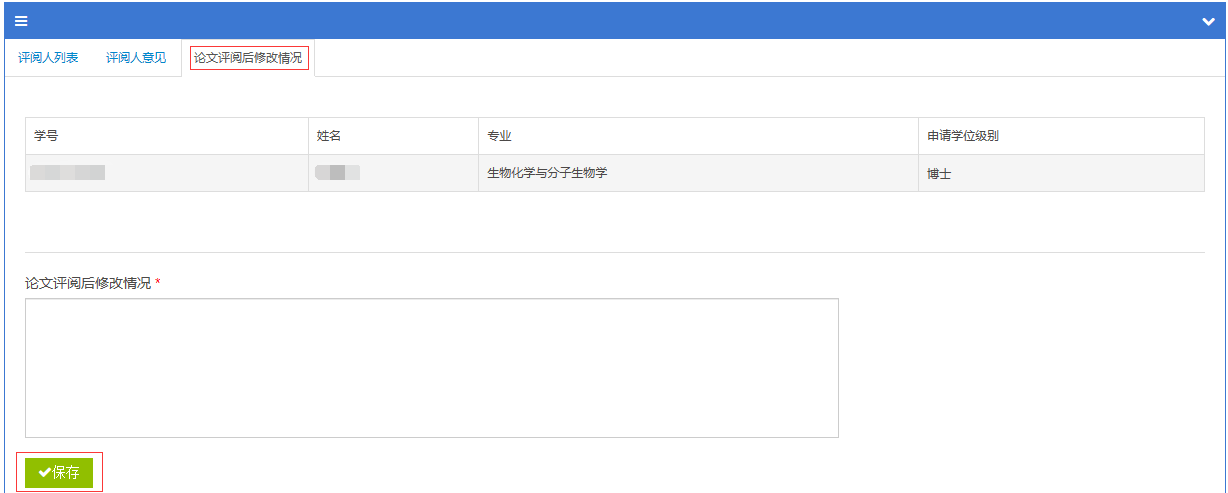 评阅人列表 评阅人意见 论文评阅后修改情况
学号 姓名 专业 申请学位级别
生物化学与分子生物学 博士
论文评阅后修改情况 *
保存